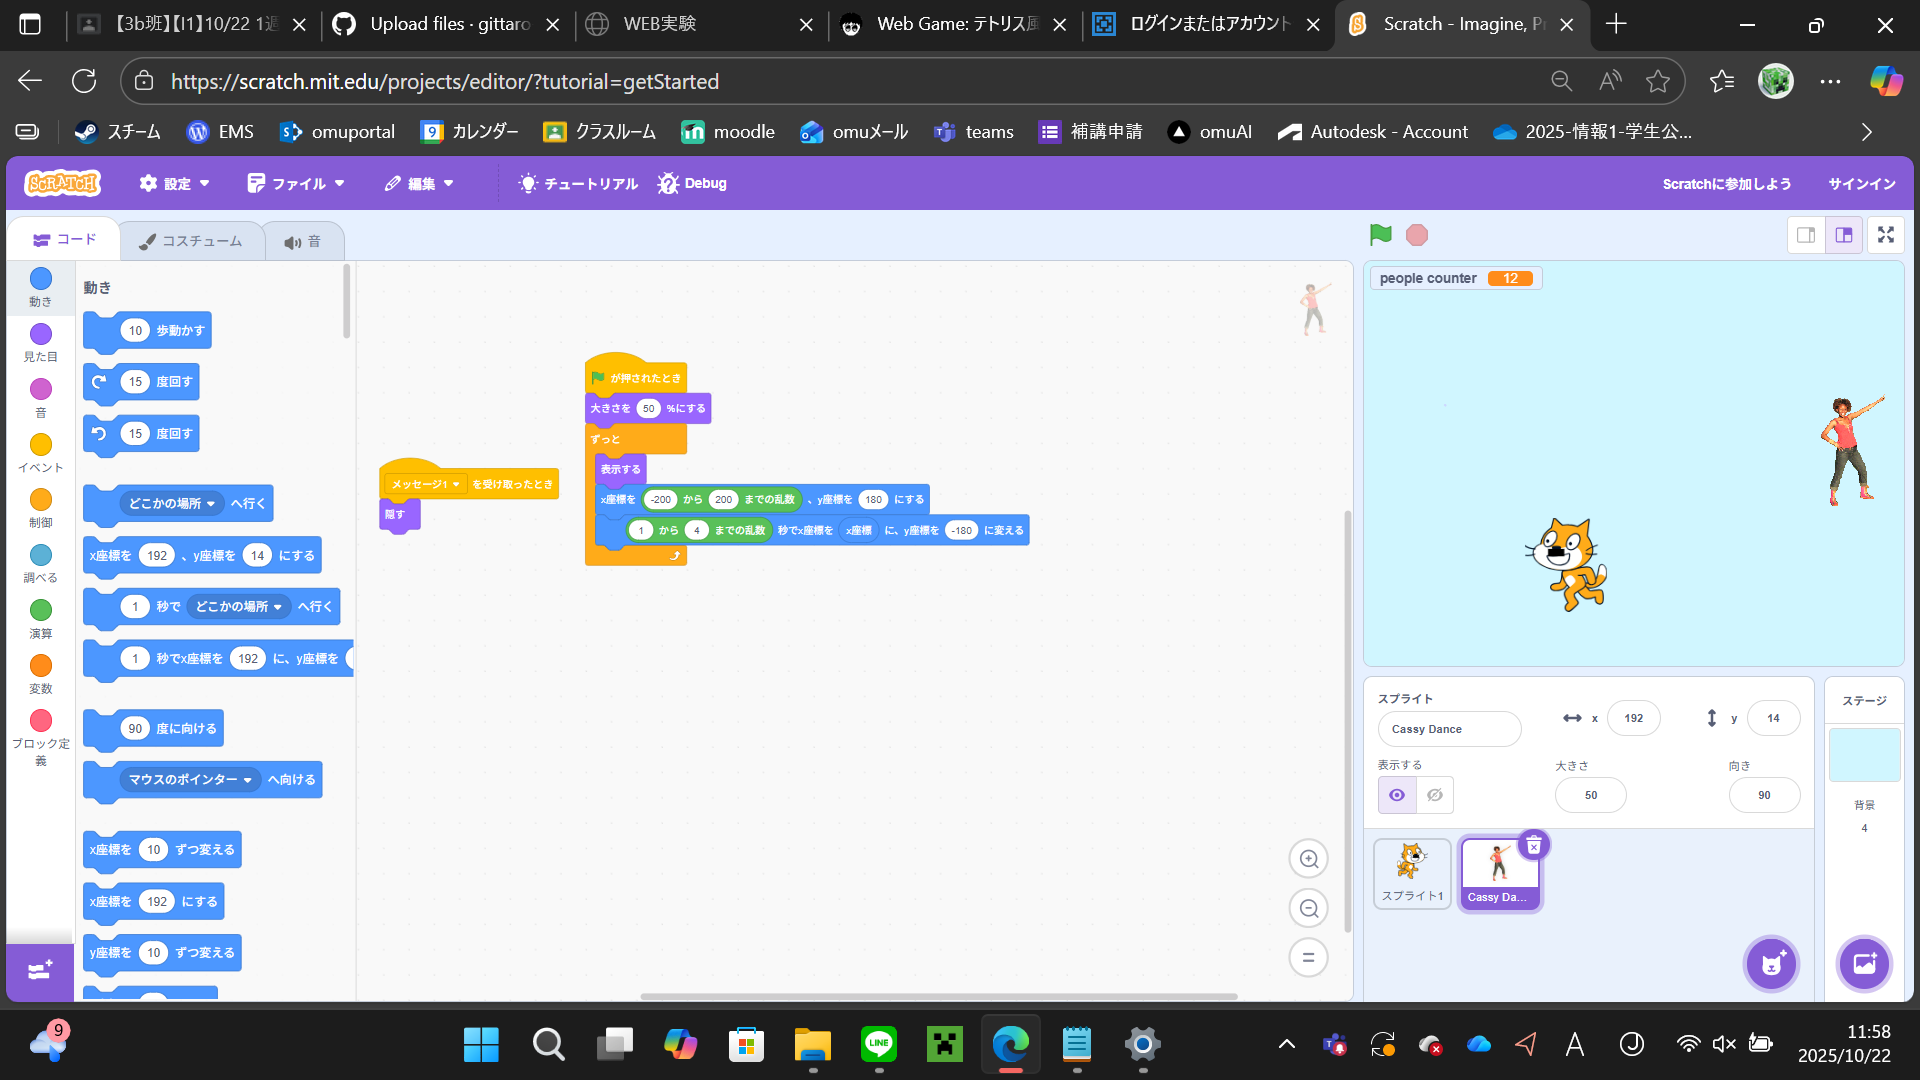 【3b班】【I1】10/22 1週
Upload files · gittaro
WEB実験
Web Game: テトリス風
ログインまたはアカウント
Scratch - Imagine, Pr
https://scratch.mit.edu/projects/editor/?tutorial=getStarted
スチーム
EMS
omuportal
カレンダー
クラスルーム
moodle
omuメール
teams
補講申請
omuAI
Autodesk - Account
2025-情報1-学生公...
SCRATCH
設定
ファイル
編集
チュートリアル
Debug
Scratchに参加しよう
サインイン
コード
コスチューム
音
動き
見た目
音
イベント
制御
調べる
演算
変数
ブロック定
義
動き
10 歩動かす
15 度回す
15 度回す
どこかの場所 へ行く
x座標を 192 、y座標を 14 にする
1 秒で どこかの場所 へ行く
1 秒でx座標を 192 に、y座標を
90 度に向ける
マウスのポインター へ向ける
x座標を 10 ずつ変える
x座標を 192 にする
y座標を 10 ずつ変える
メッセージ1 を受け取ったとき
隠す
が押されたとき
大きさを 50 %にする
ずっと
表示する
x座標を -200 から 200 までの乱数 、y座標を 180 にする
1 から 4 までの乱数 秒でx座標を x座標 に、y座標を -180 に変える
people counter 12
スプライト
Cassy Dance
x 192
y 14
表示する
大きさ
50
向き
90
スプライト1
Cassy Da...
ステージ
背景
4
9
LINE
11:58
2025/10/22